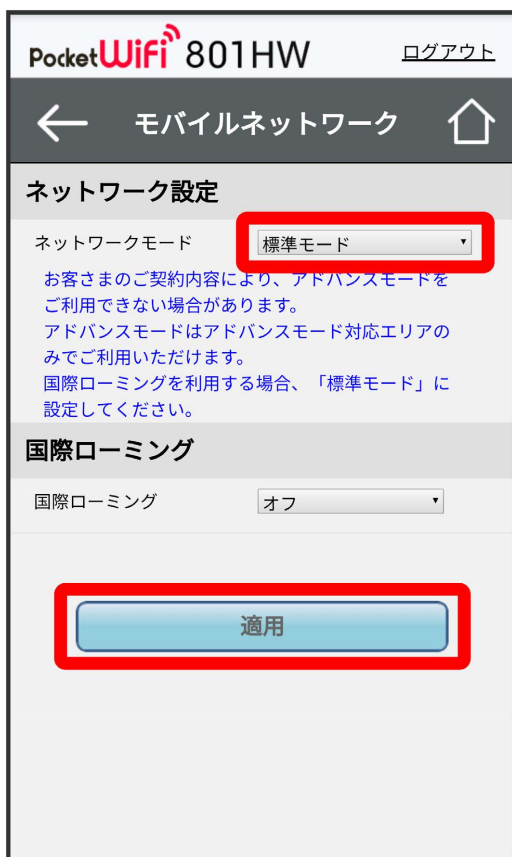 PocketWiFi 801HW ログアウト
モバイルネットワーク
ネットワーク設定
ネットワークモード 標準モード
お客さまのご契約内容により、アドバンスモードを
ご利用できない場合があります。
アドバンスモードはアドバンスモード対応エリアの
みでご利用いただけます。
国際ローミングを利用する場合、「標準モード」に
設定してください。
国際ローミング
国際ローミング オフ
適用